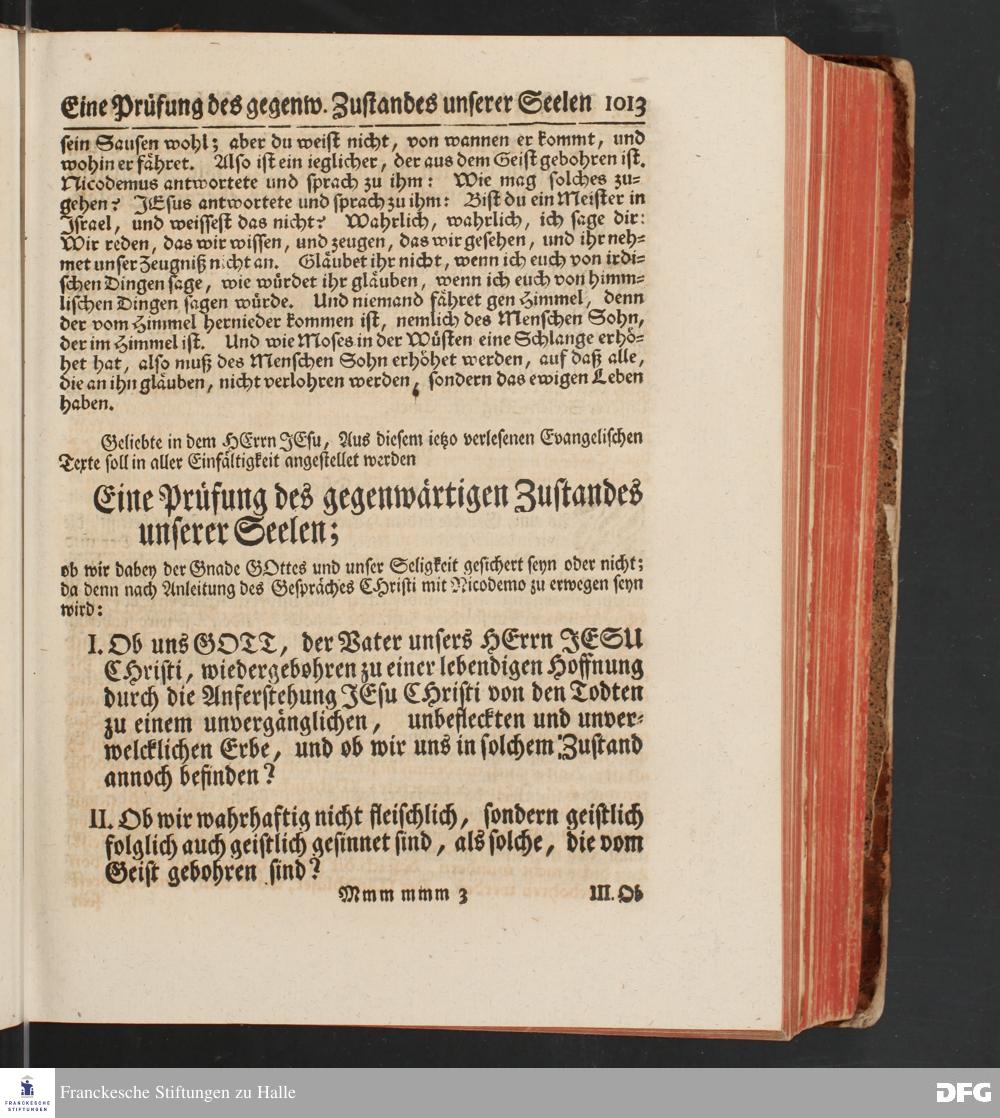 Eine Prüfung des gegenw. Zustandes unserer Seelen 1013
sein Sausen wohl; aber du weist nicht, von wannen er kommt, und
wohin er fähret. Also ist ein ieglicher, der aus dem Geist gebohren ist.
Nicodemus antwortete und sprach zu ihm: Wie mag solches zu-
gehen? JEsus antwortete und sprach zu ihm: Bist du ein Meister in
Israel, und weissest das nicht? Wahrlich, wahrlich, ich sage dir:
Wir reden, das wir wissen, und zeugen, das wir gesehen, und ihr neh-
met unser Zeugniß nicht an. Gläubet ihr nicht, wenn ich euch von irdi-
schen Dingen sage, wie würdet ihr gläuben, wenn ich euch von himm-
lischen Dingen sagen würde. Und niemand fähret gen Himmel, denn
der vom Himmel hernieder kommen ist, nemlich des Menschen Sohn,
der im Himmel ist. Und wie Moses in der Wüsten eine Schlange erhö-
het hat, also muß des Menschen Sohn erhöhet werden, auf daß alle,
die an ihn gläuben, nicht verlohren werden, sondern das ewigen Leben
haben.
Geliebte in dem HErrn JEsu, Aus diesem ietzo verlesenen Evangelischen
Texte soll in aller Einfältigkeit angestellet werden
Eine Prüfung des gegenwärtigen Zustandes
unserer Seelen;
ob wir dabey der Gnade GOttes und unser Seligkeit gesichert seyn oder nicht;
da denn nach Anleitung des Gespräches CHristi mit Nicodemo zu erwegen seyn
wird:
I. Ob uns GOTT, der Vater unsers HErrn JESU
CHristi, wiedergebohren zu einer lebendigen Hoffnung
durch die Anferstehung JEsu CHristi von den Todten
zu einem unvergänglichen, unbefleckten und unver-
welcklichen Erbe, und ob wir uns in solchem Zustand
annoch befinden?
II. Ob wir wahrhaftig nicht fleischlich, sondern geistlich
folglich auch geistlich gesinnet sind, als solche, die vom
Geist gebohren sind?
Mmm mmm 3 III. Ob
FRANCKESCHE
STIFTUNGEN
Franckesche Stiftungen zu Halle
DFG